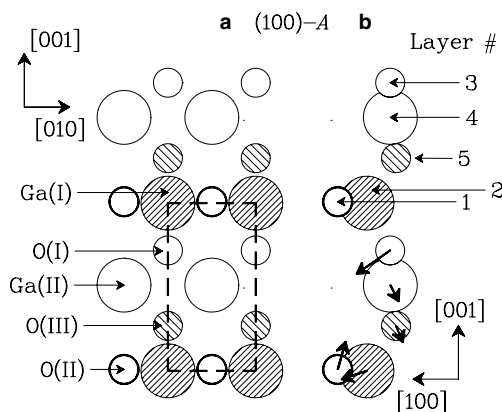 a (100)-A b
[001]
Layer #
3
4
[010]
5
Ga(I)
2
1
O(I)
Ga(II)
O(III)
[001]
O(II)
[100]